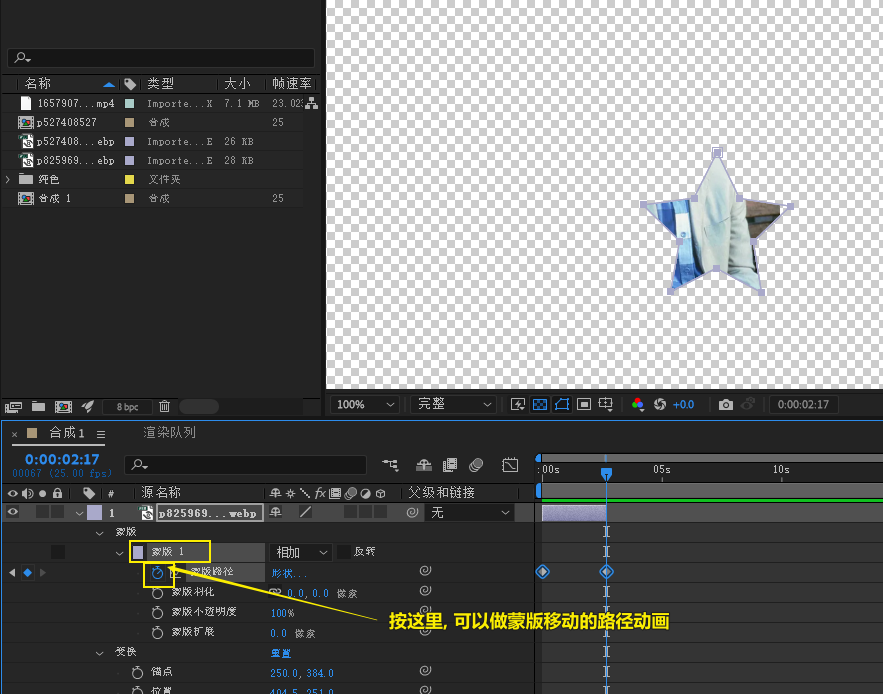 名称 类型 大小 帧速率
1657907...mp4 Importe...X 7.1 MB 23.02
p527408527 合成 25
p527408...ebp Importe...E 26 KB
p825969...ebp Importe...E 28 KB
纯色 文件夹
合成 1 合成 25
8 bpc
100% 完整 +0.0 0:00:02:17
× 合成1 渲染队列
0:00:02:17
00067 (25.00 fps)
:00s 05s 10s
# 源名称 fx 父级和链接
1 p825969...webp 无
蒙版
蒙版 1 相加 反转
蒙版路径 形状...
蒙版羽化 0.0, 0.0 像素
蒙版不透明度 100%
蒙版扩展 0.0 像素
按这里, 可以做蒙版移动的路径动画
变换 重置
锚点 250.0, 384.0
位置 404.5, 251.0